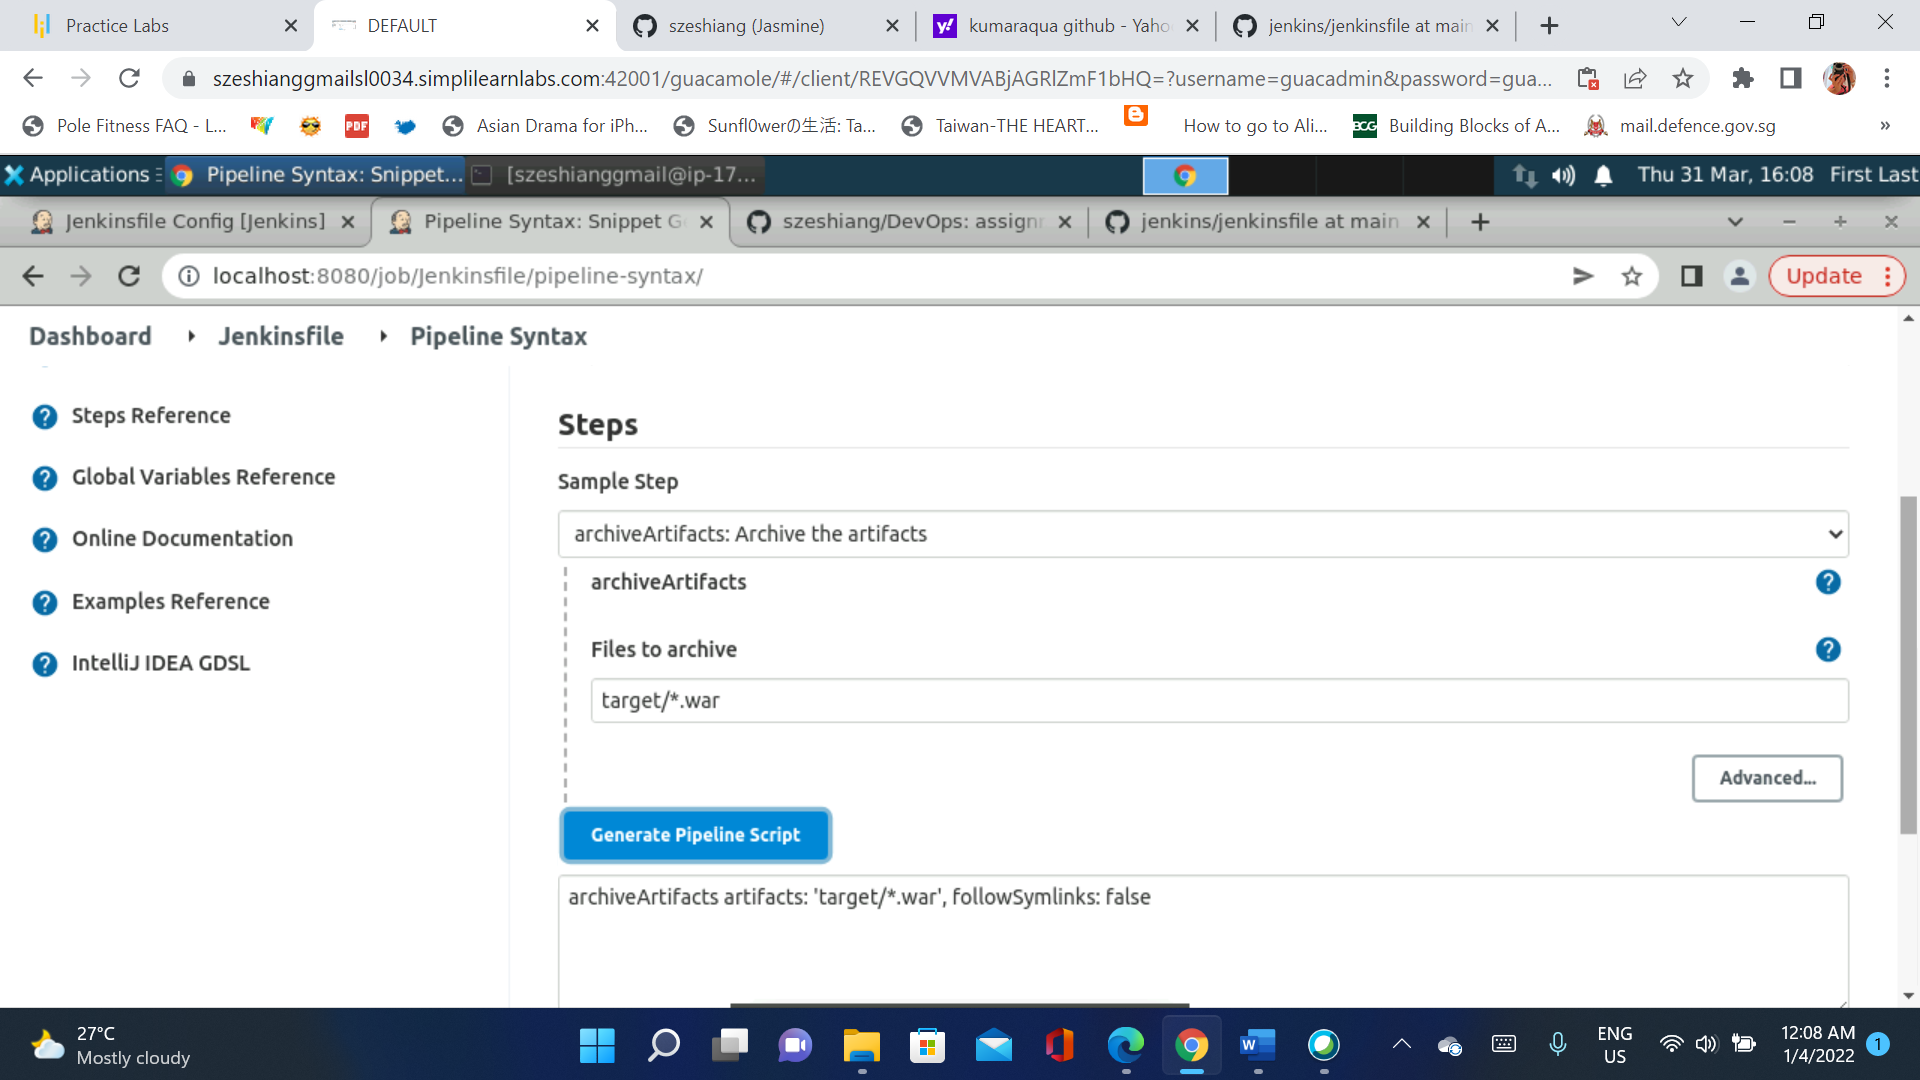 Practice Labs
DEFAULT
szeshiang (Jasmine)
kumaraqua github - Yaho
jenkins/jenkinsfile at main
szeshianggmailsl0034.simplilearnlabs.com:42001/guacamole/#/client/REVGQVVMVABjAGRlZmF1bHQ=?username=guacadmin&password=gua...
Pole Fitness FAQ - L...
PDF
Asian Drama for iPh...
Sunfl0werの生活: Ta...
Taiwan-THE HEART...
How to go to Ali...
BCG
Building Blocks of A...
mail.defence.gov.sg
»
Applications
Pipeline Syntax: Snippet...
[szeshianggmail@ip-17...
Thu 31 Mar, 16:08
First Last
Jenkinsfile Config [Jenkins]
Pipeline Syntax: Snippet G
szeshiang/DevOps: assignm
jenkins/jenkinsfile at main
localhost:8080/job/Jenkinsfile/pipeline-syntax/
Update
Dashboard
Jenkinsfile
Pipeline Syntax
Steps Reference
Global Variables Reference
Online Documentation
Examples Reference
IntelliJ IDEA GDSL
Steps
Sample Step
archiveArtifacts: Archive the artifacts
archiveArtifacts
Files to archive
target/*.war
Advanced...
Generate Pipeline Script
archiveArtifacts artifacts: 'target/*.war', followSymlinks: false
27°C
Mostly cloudy
ENG
US
12:08 AM
1/4/2022
1